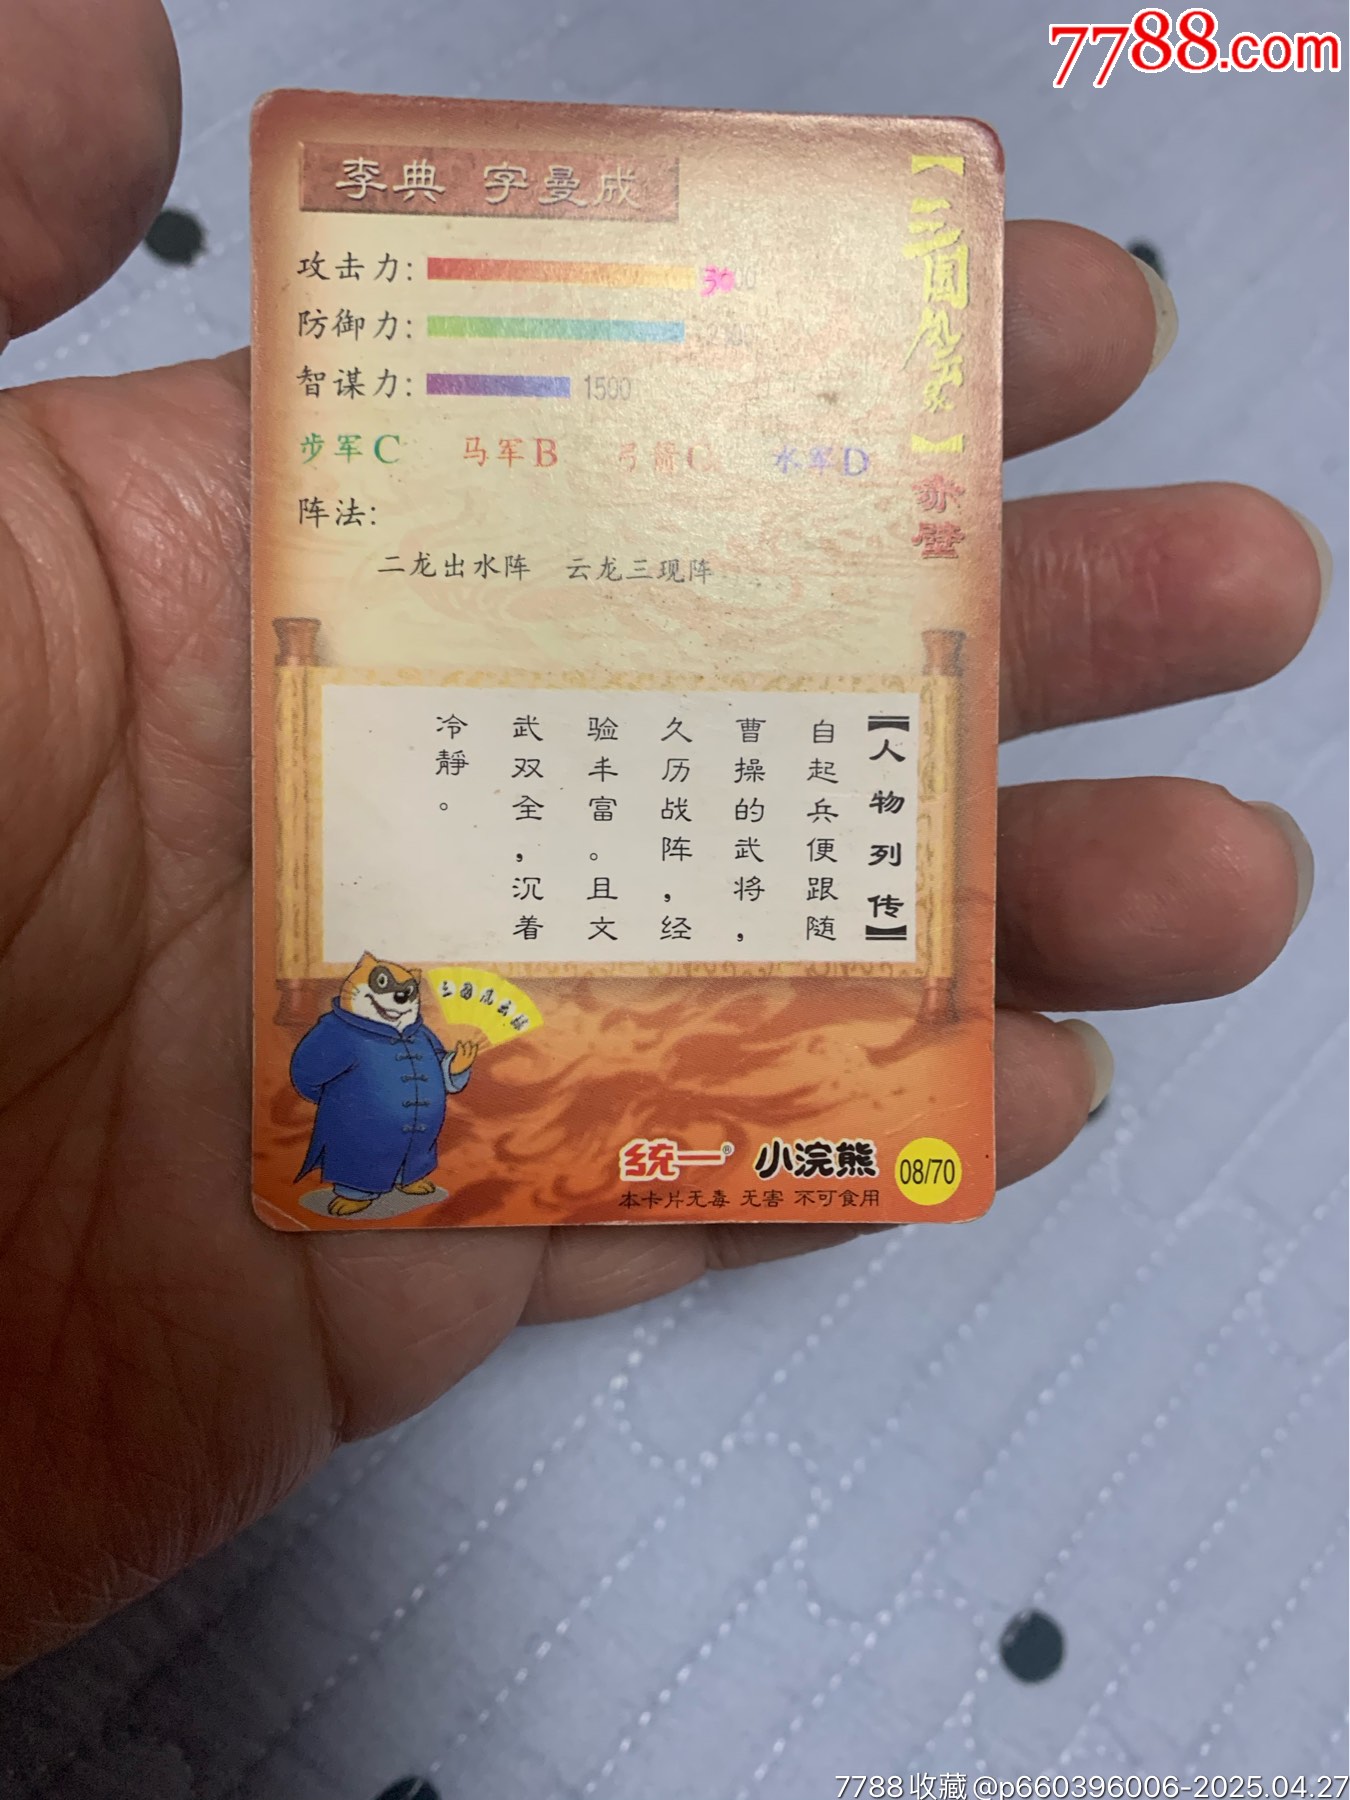 7788.com
李典 字曼成
攻击力:
防御力:
智谋力: 1500
步军C 马军B 弓箭C 水军D
阵法:
二龙出水阵 云龙三现阵
【三国风云录】赤壁
【人物列传】
自起兵便跟随
曹操的武将，
久历战阵，经
验丰富。且文
武双全，沉着
冷靜。
统一® 小浣熊
08/70
本卡片无毒 无害 不可食用
7788收藏@p660396006-2025.04.27